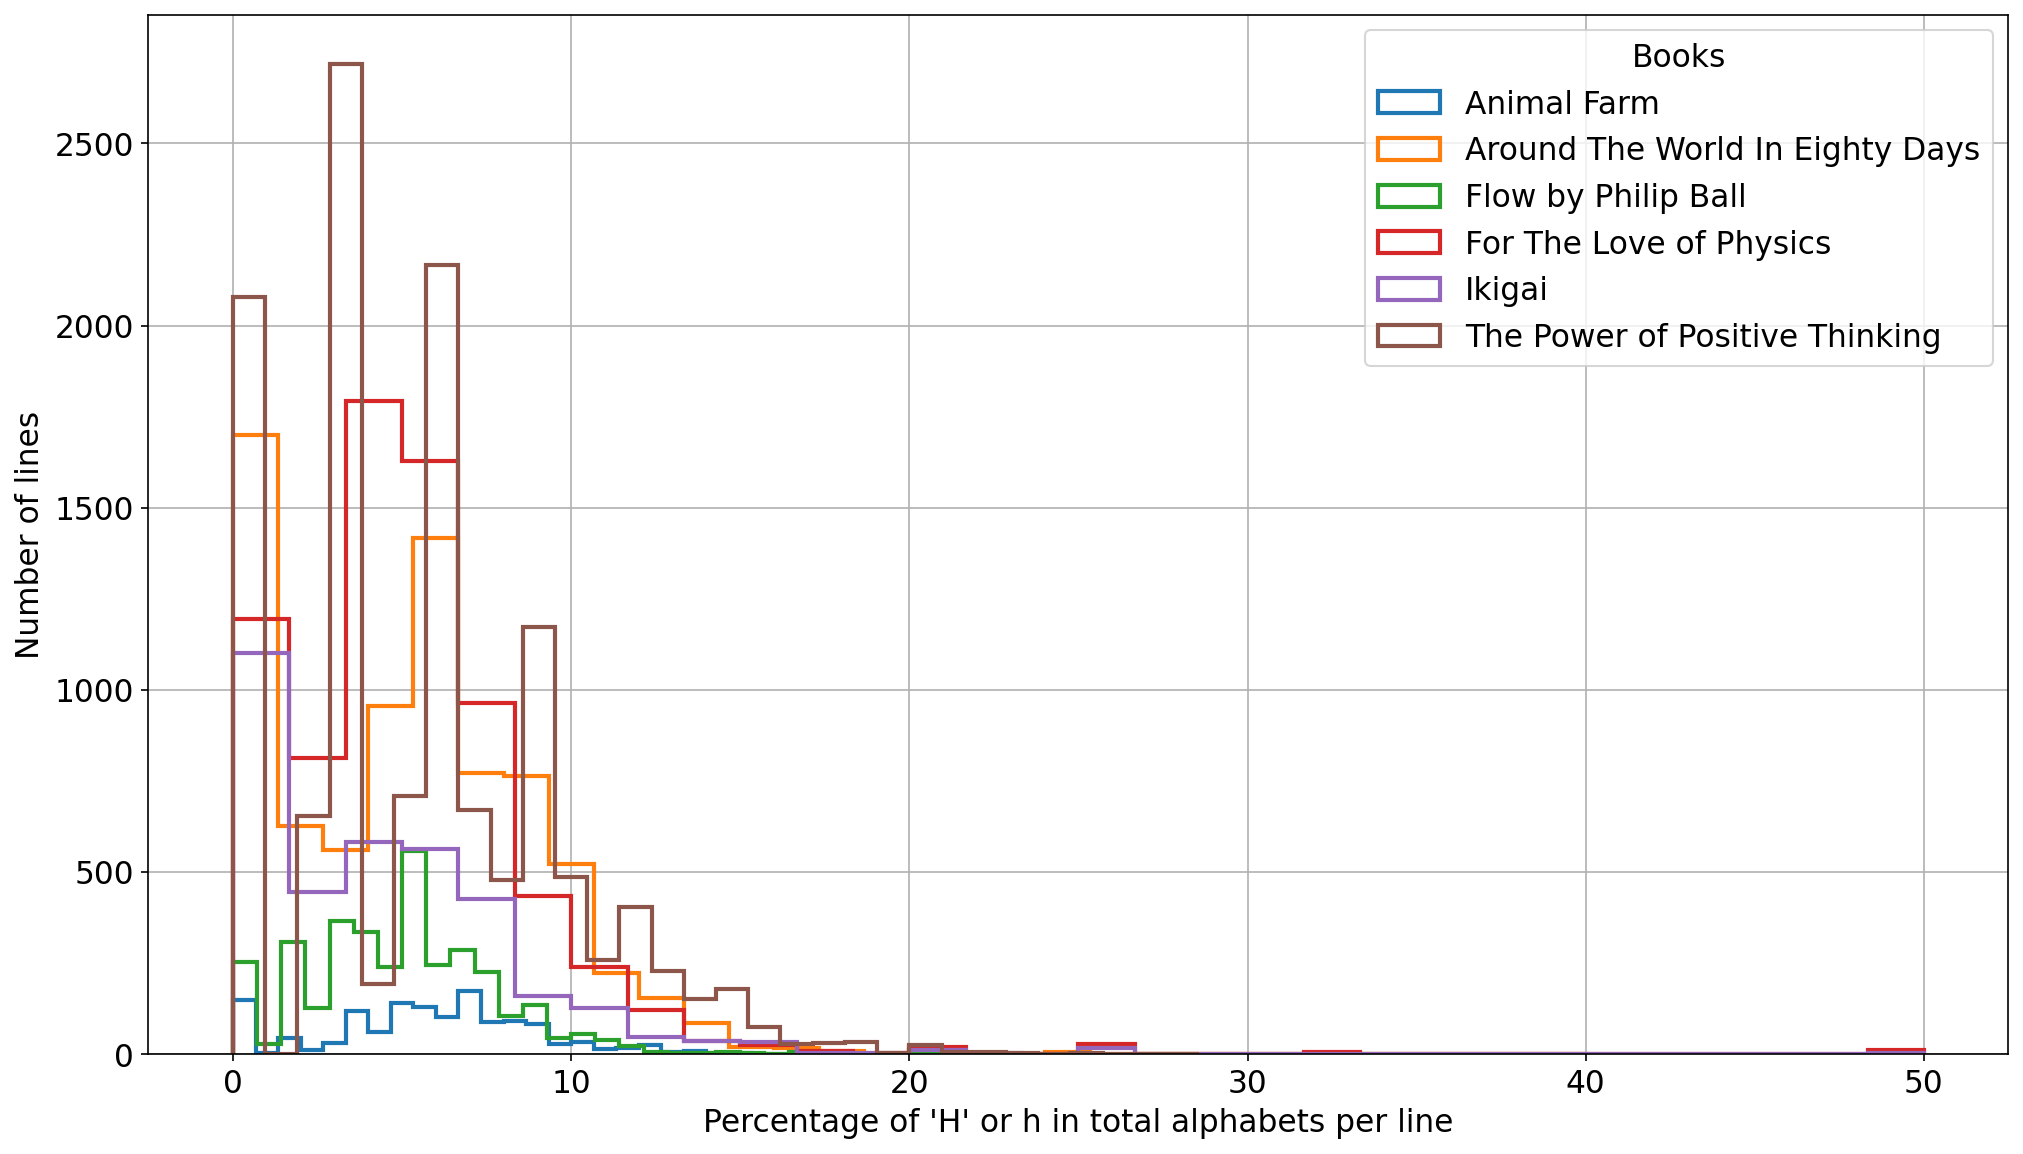 Books
Animal Farm
Around The World In Eighty Days
Flow by Philip Ball
For The Love of Physics
Ikigai
The Power of Positive Thinking
Number of lines
2500
2000
1500
1000
500
0
0 10 20 30 40 50
Percentage of 'H' or h in total alphabets per line